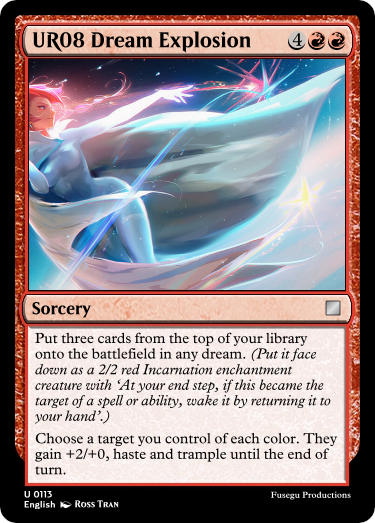 UR08 Dream Explosion 4
Sorcery
Put three cards from the top of your library
onto the battlefield in any dream. (Put it face
down as a 2/2 red Incarnation enchantment
creature with ‘At your end step, if this became the
target of a spell or ability, wake it by returning it to
your hand’.)
Choose a target you control of each color. They
gain +2/+0, haste and trample until the end of
turn.
U 0113
Fusegu Productions
English Ross Tran